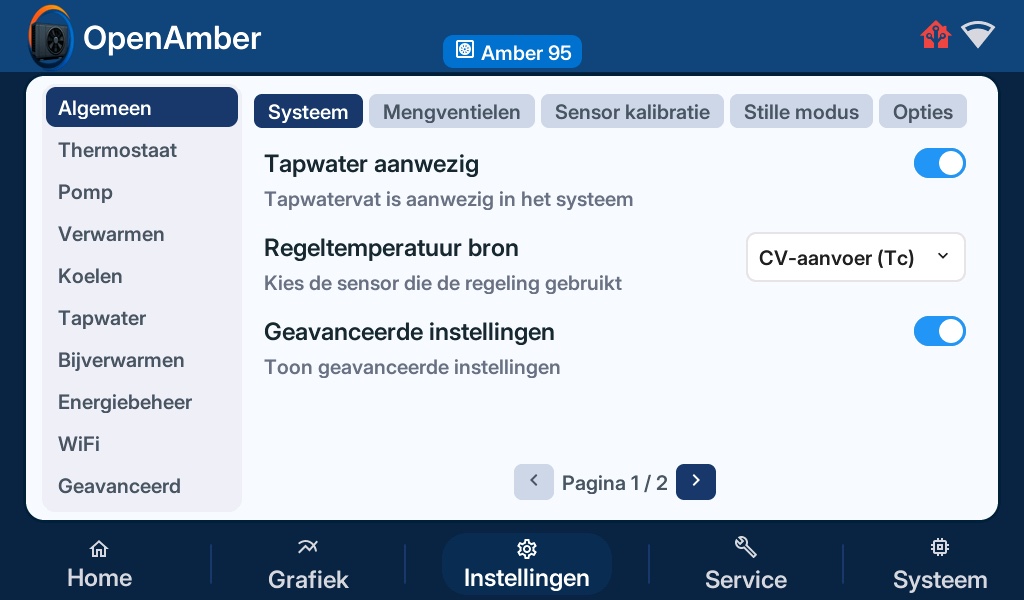 OpenAmber
Amber 95
Algemeen
Thermostaat
Pomp
Verwarmen
Koelen
Tapwater
Bijverwarmen
Energiebeheer
WiFi
Geavanceerd
Systeem
Mengventielen
Sensor kalibratie
Stille modus
Opties
Tapwater aanwezig
Tapwatervat is aanwezig in het systeem
Regeltemperatuur bron
Kies de sensor die de regeling gebruikt
CV-aanvoer (Tc)
Geavanceerde instellingen
Toon geavanceerde instellingen
Pagina 1 / 2
Home
Grafiek
Instellingen
Service
Systeem